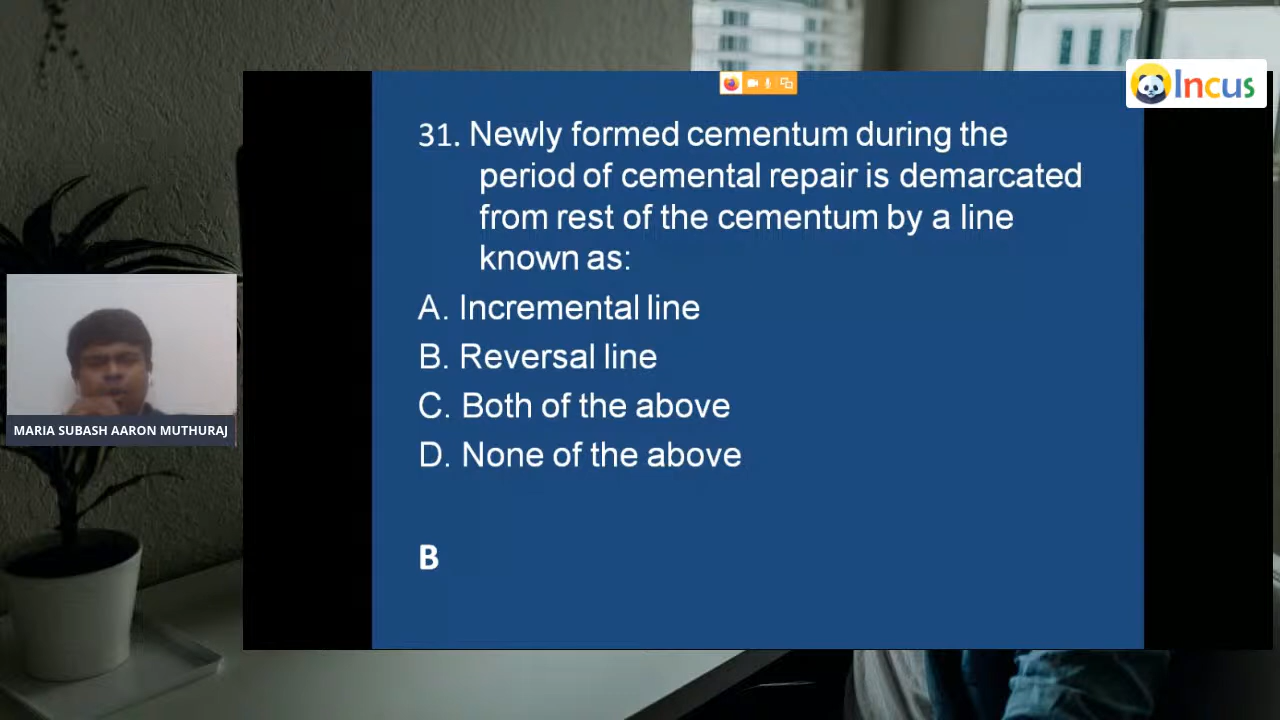 Incus
31. Newly formed cementum during the
period of cemental repair is demarcated
from rest of the cementum by a line
known as:
A. Incremental line
B. Reversal line
C. Both of the above
D. None of the above
B
MARIA SUBASH AARON MUTHURAJ